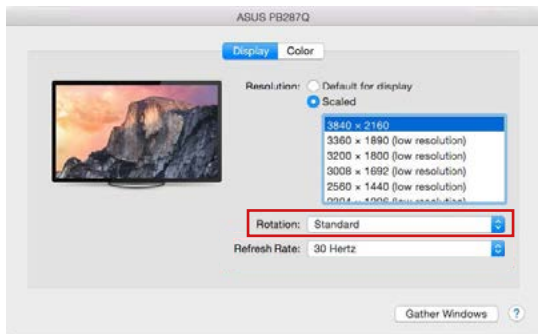 ASUS PB287Q
Display Color
Resolution: Default for display
Scaled
3840 × 2160
3360 × 1890 (low resolution)
3200 × 1800 (low resolution)
3008 × 1692 (low resolution)
2560 × 1440 (low resolution)
Rotation: Standard
Refresh Rate: 30 Hertz
Gather Windows ?